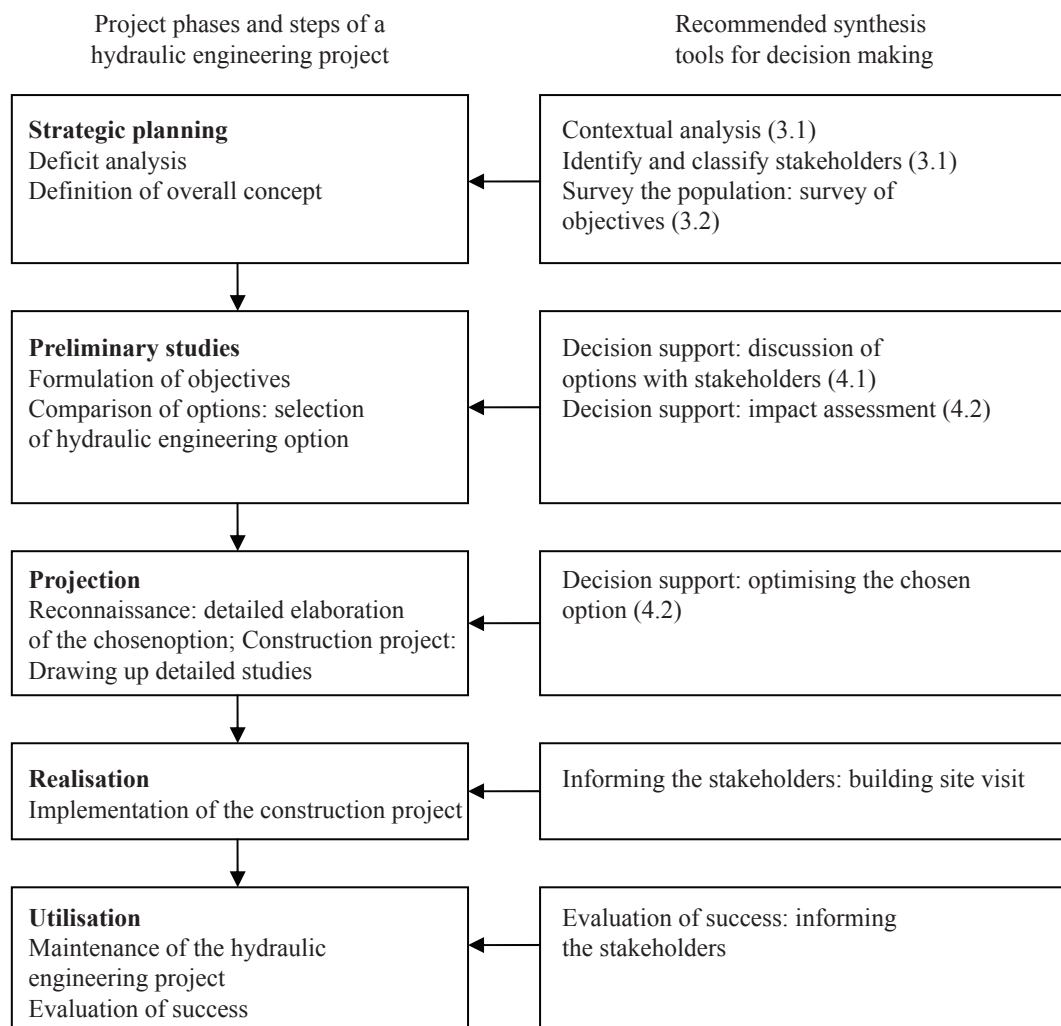 Project phases and steps of a
hydraulic engineering project
Recommended synthesis
tools for decision making
Strategic planning
Deficit analysis
Definition of overall concept
Contextual analysis (3.1)
Identify and classify stakeholders (3.1)
Survey the population: survey of
objectives (3.2)
Preliminary studies
Formulation of objectives
Comparison of options: selection
of hydraulic engineering option
Decision support: discussion of
options with stakeholders (4.1)
Decision support: impact assessment (4.2)
Projection
Reconnaissance: detailed elaboration
of the chosenoption; Construction project:
Drawing up detailed studies
Decision support: optimising the chosen
option (4.2)
Realisation
Implementation of the construction project
Informing the stakeholders: building site visit
Utilisation
Maintenance of the hydraulic
engineering project
Evaluation of success
Evaluation of success: informing
the stakeholders